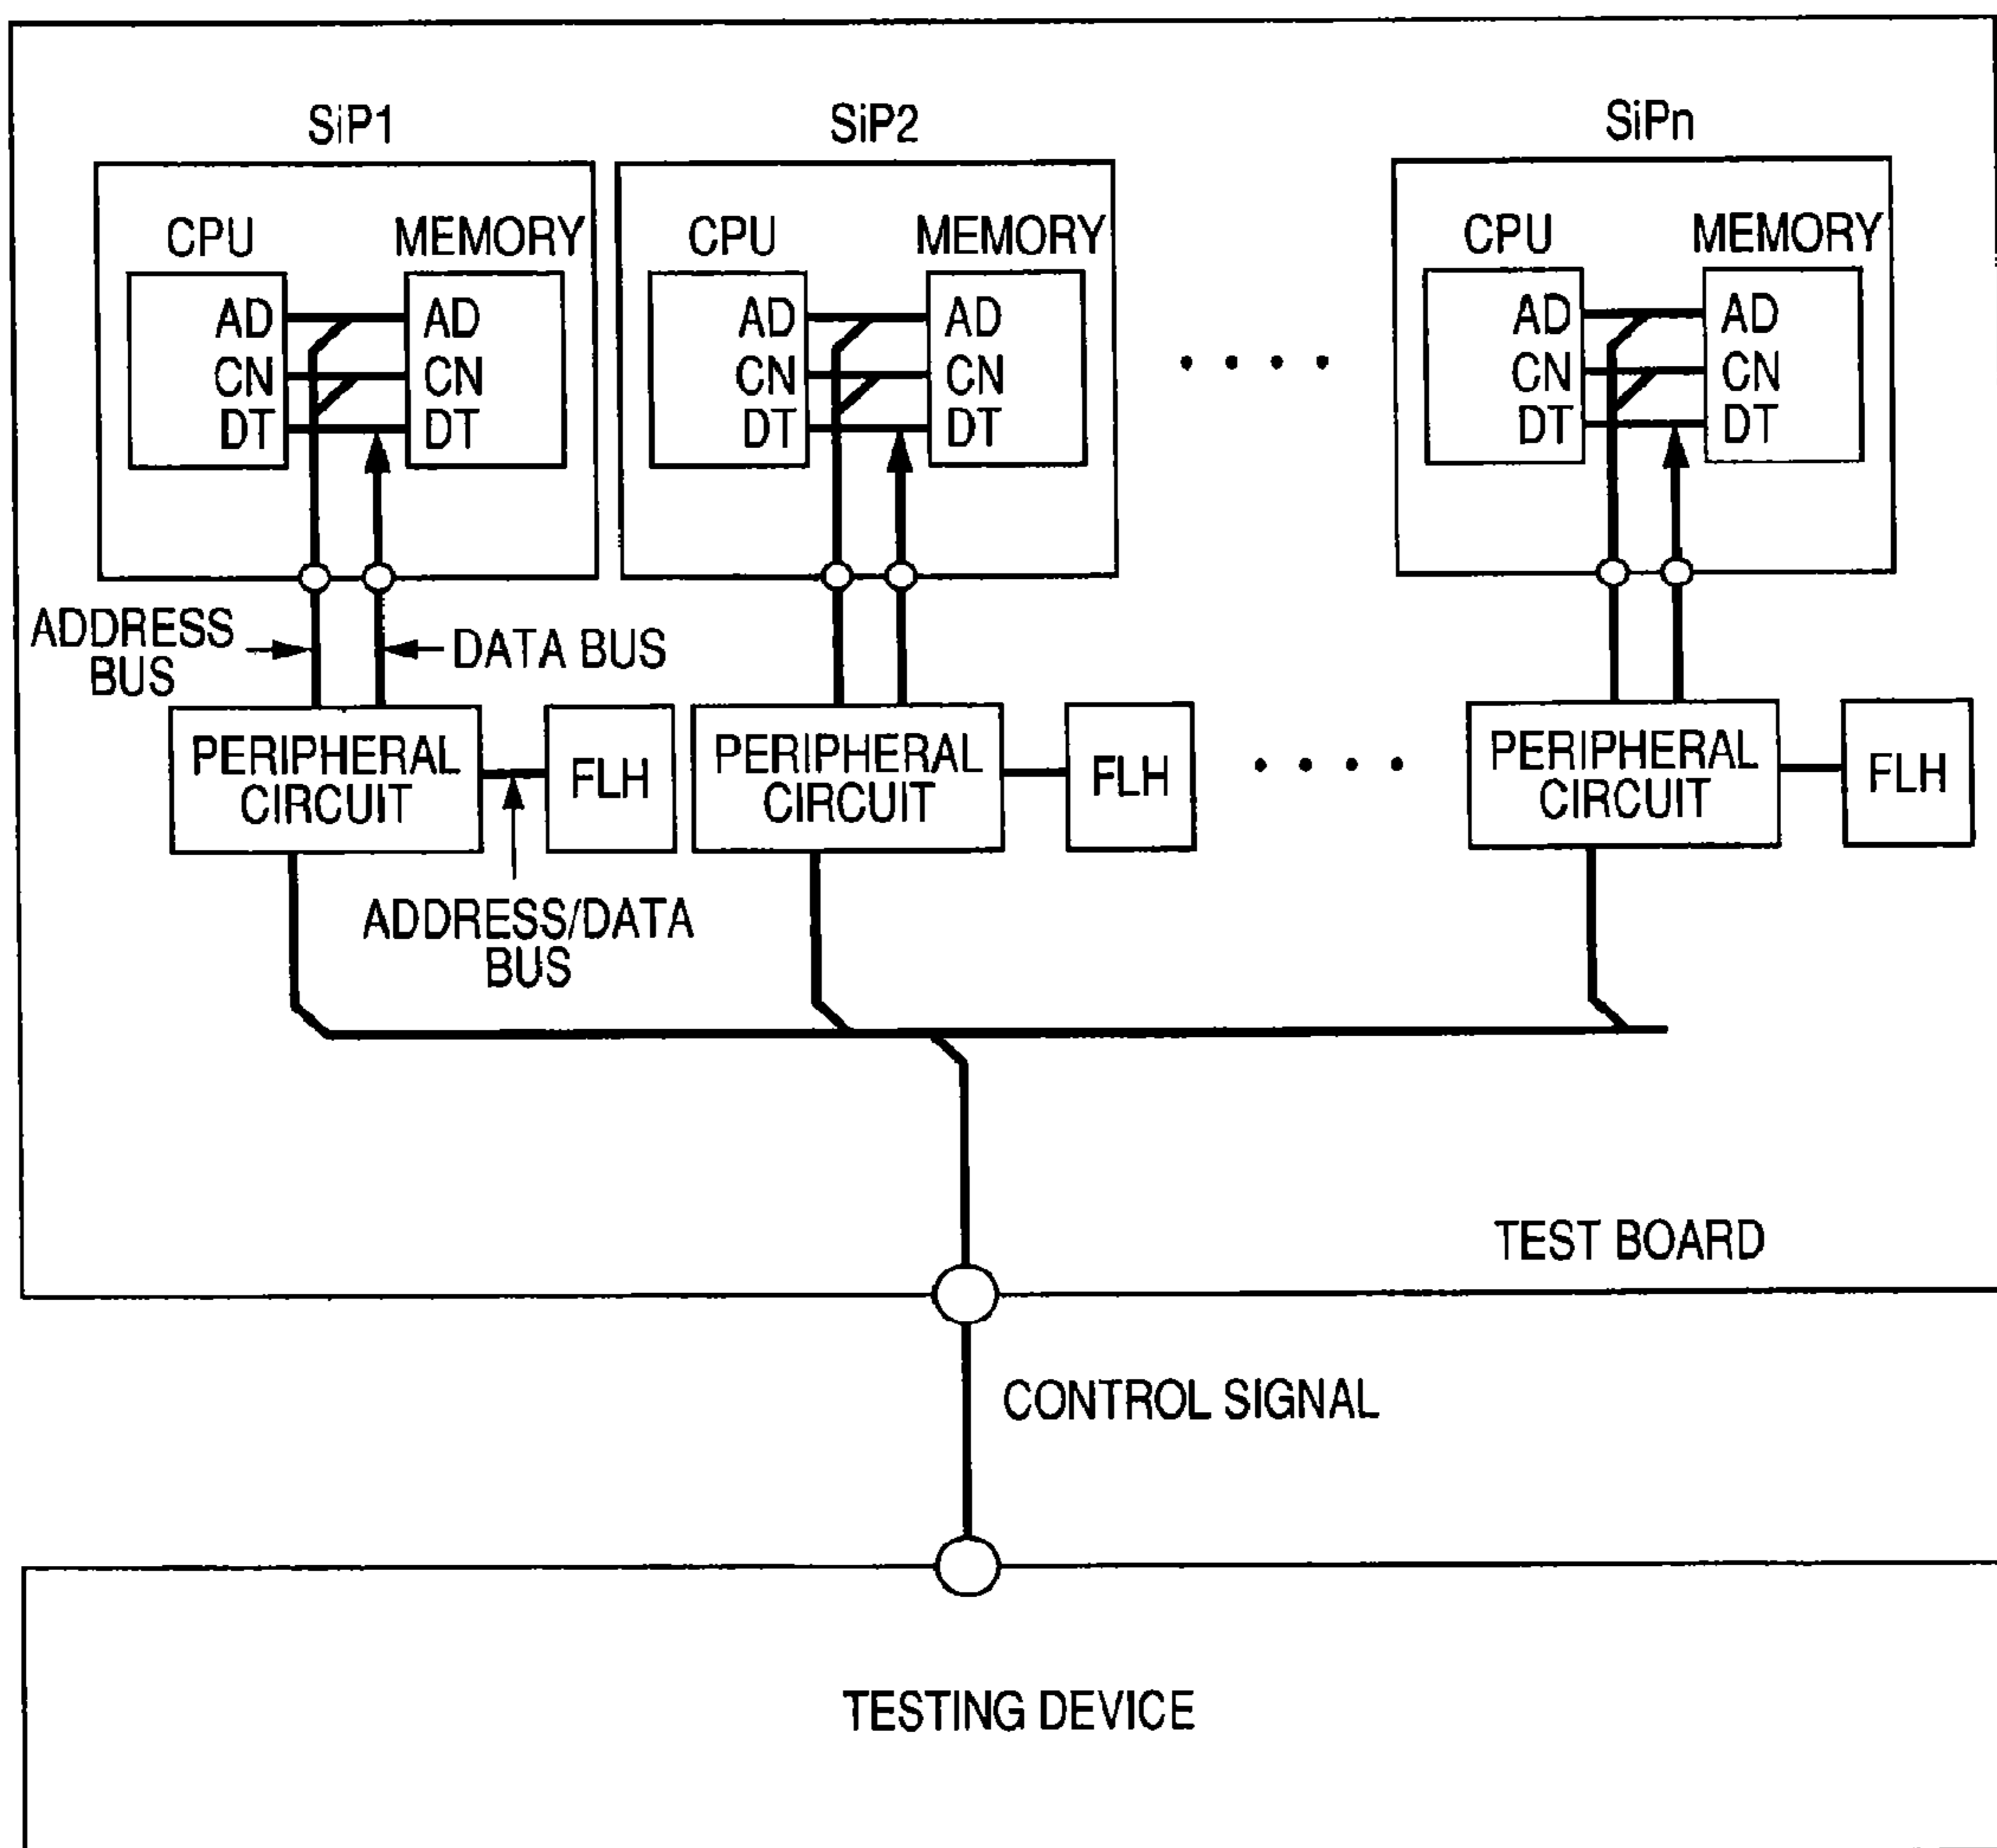 SiP1
SiP2
SiPn
CPU
MEMORY
CPU
MEMORY
CPU
MEMORY
AD
AD
AD
AD
AD
AD
CN
CN
CN
CN
CN
CN
DT
DT
DT
DT
DT
DT
ADDRESS
BUS
DATA BUS
PERIPHERAL
CIRCUIT
FLH
PERIPHERAL
CIRCUIT
FLH
PERIPHERAL
CIRCUIT
FLH
ADDRESS/DATA
BUS
TEST BOARD
CONTROL SIGNAL
TESTING DEVICE